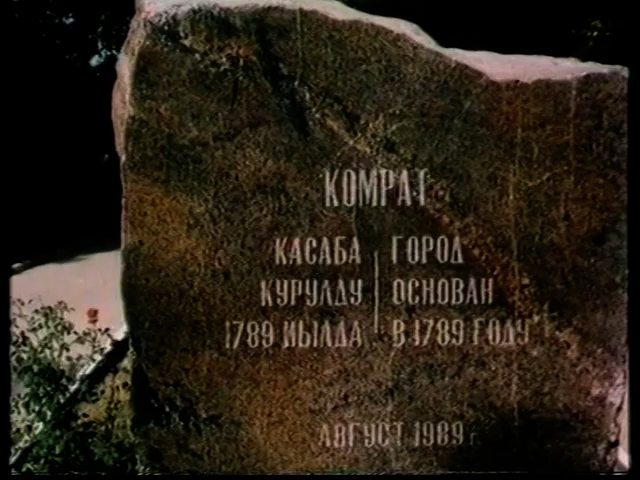 КОМРАТ
КАСАБА | ГОРОД
КУРУЛДУ | ОСНОВАН
1789 ЙЫЛДА | В 1789 ГОДУ
АВГУСТ 1989 г.